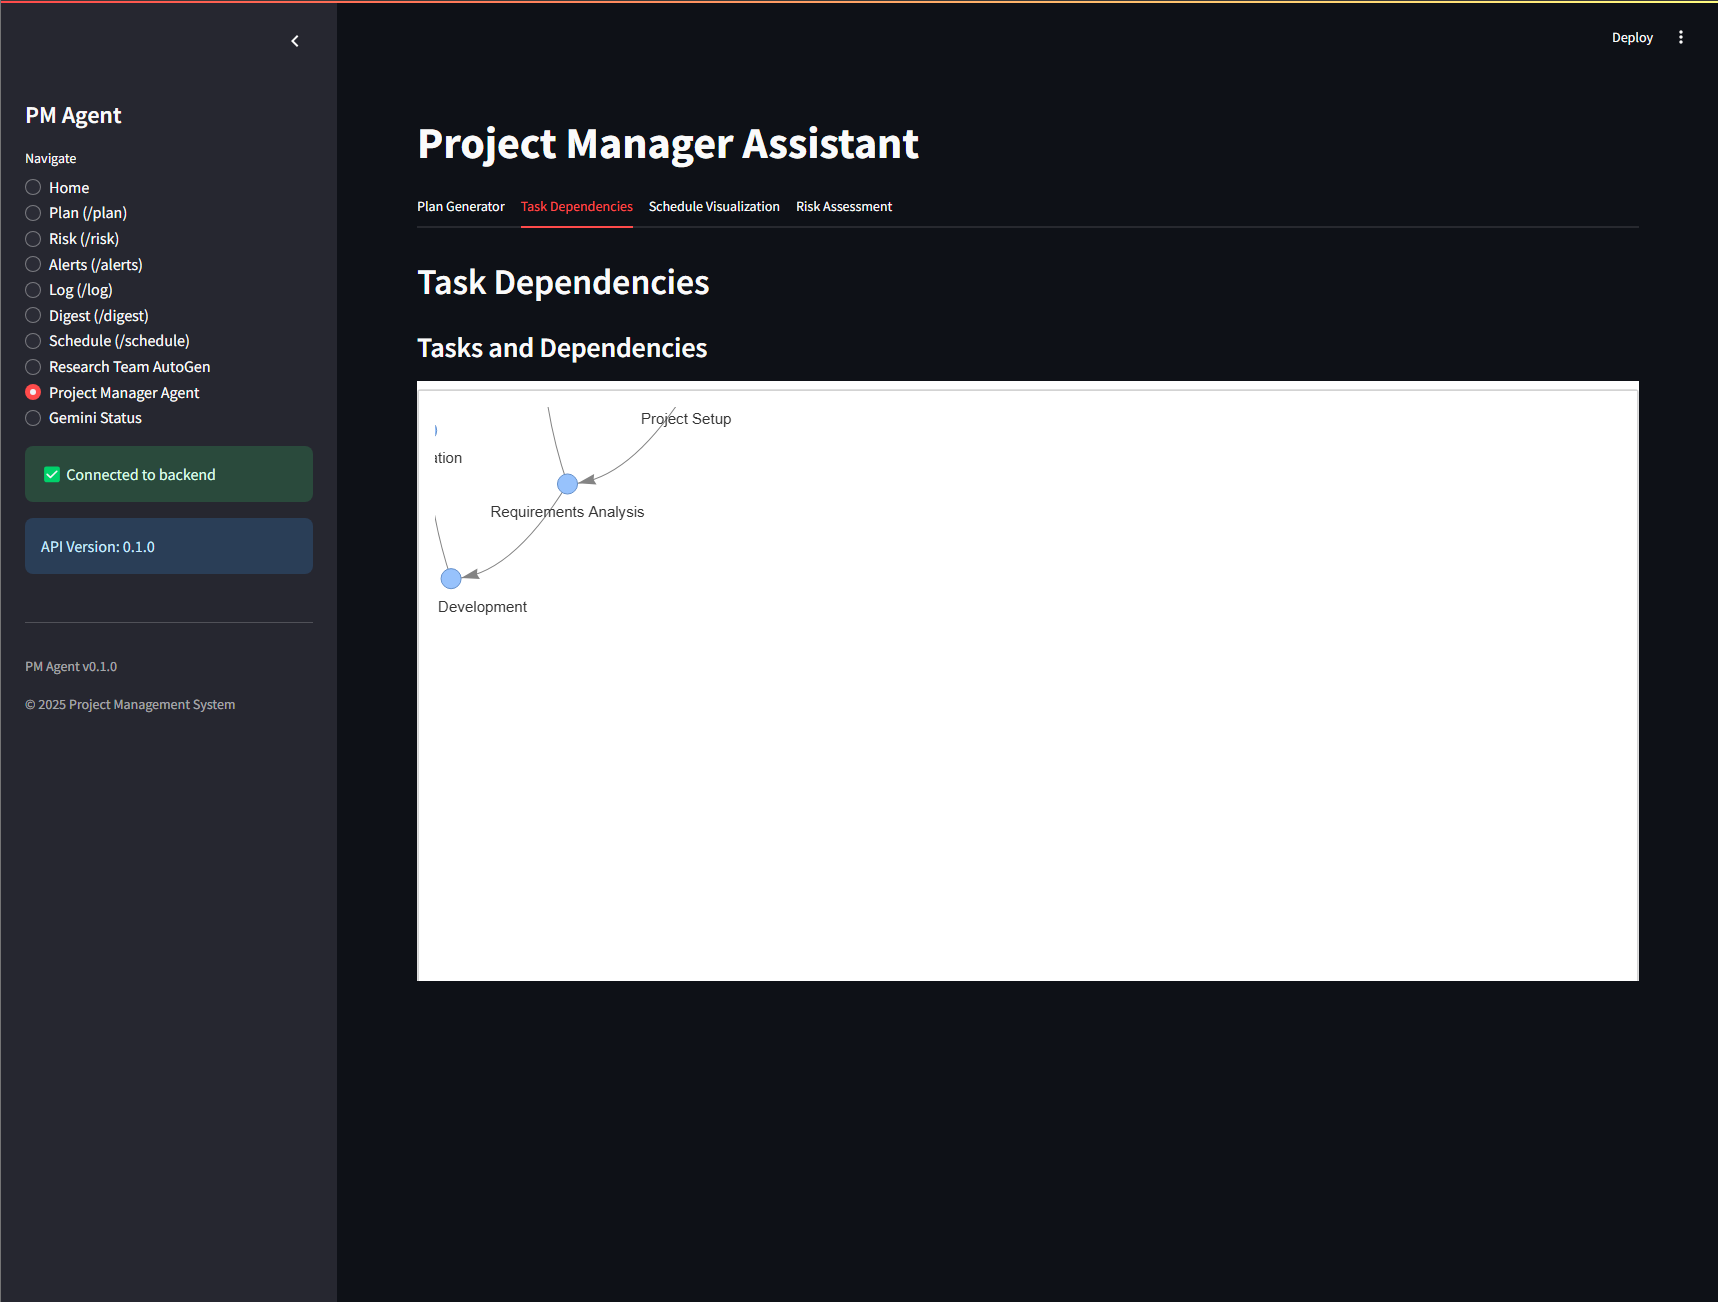 Deploy
PM Agent
Navigate
Home
Plan (/plan)
Risk (/risk)
Alerts (/alerts)
Log (/log)
Digest (/digest)
Schedule (/schedule)
Research Team AutoGen
Project Manager Agent
Gemini Status
Connected to backend
API Version: 0.1.0
PM Agent v0.1.0
© 2025 Project Management System
Project Manager Assistant
Plan Generator Task Dependencies Schedule Visualization Risk Assessment
Task Dependencies
Tasks and Dependencies
Project Setup
Requirements Analysis
Development